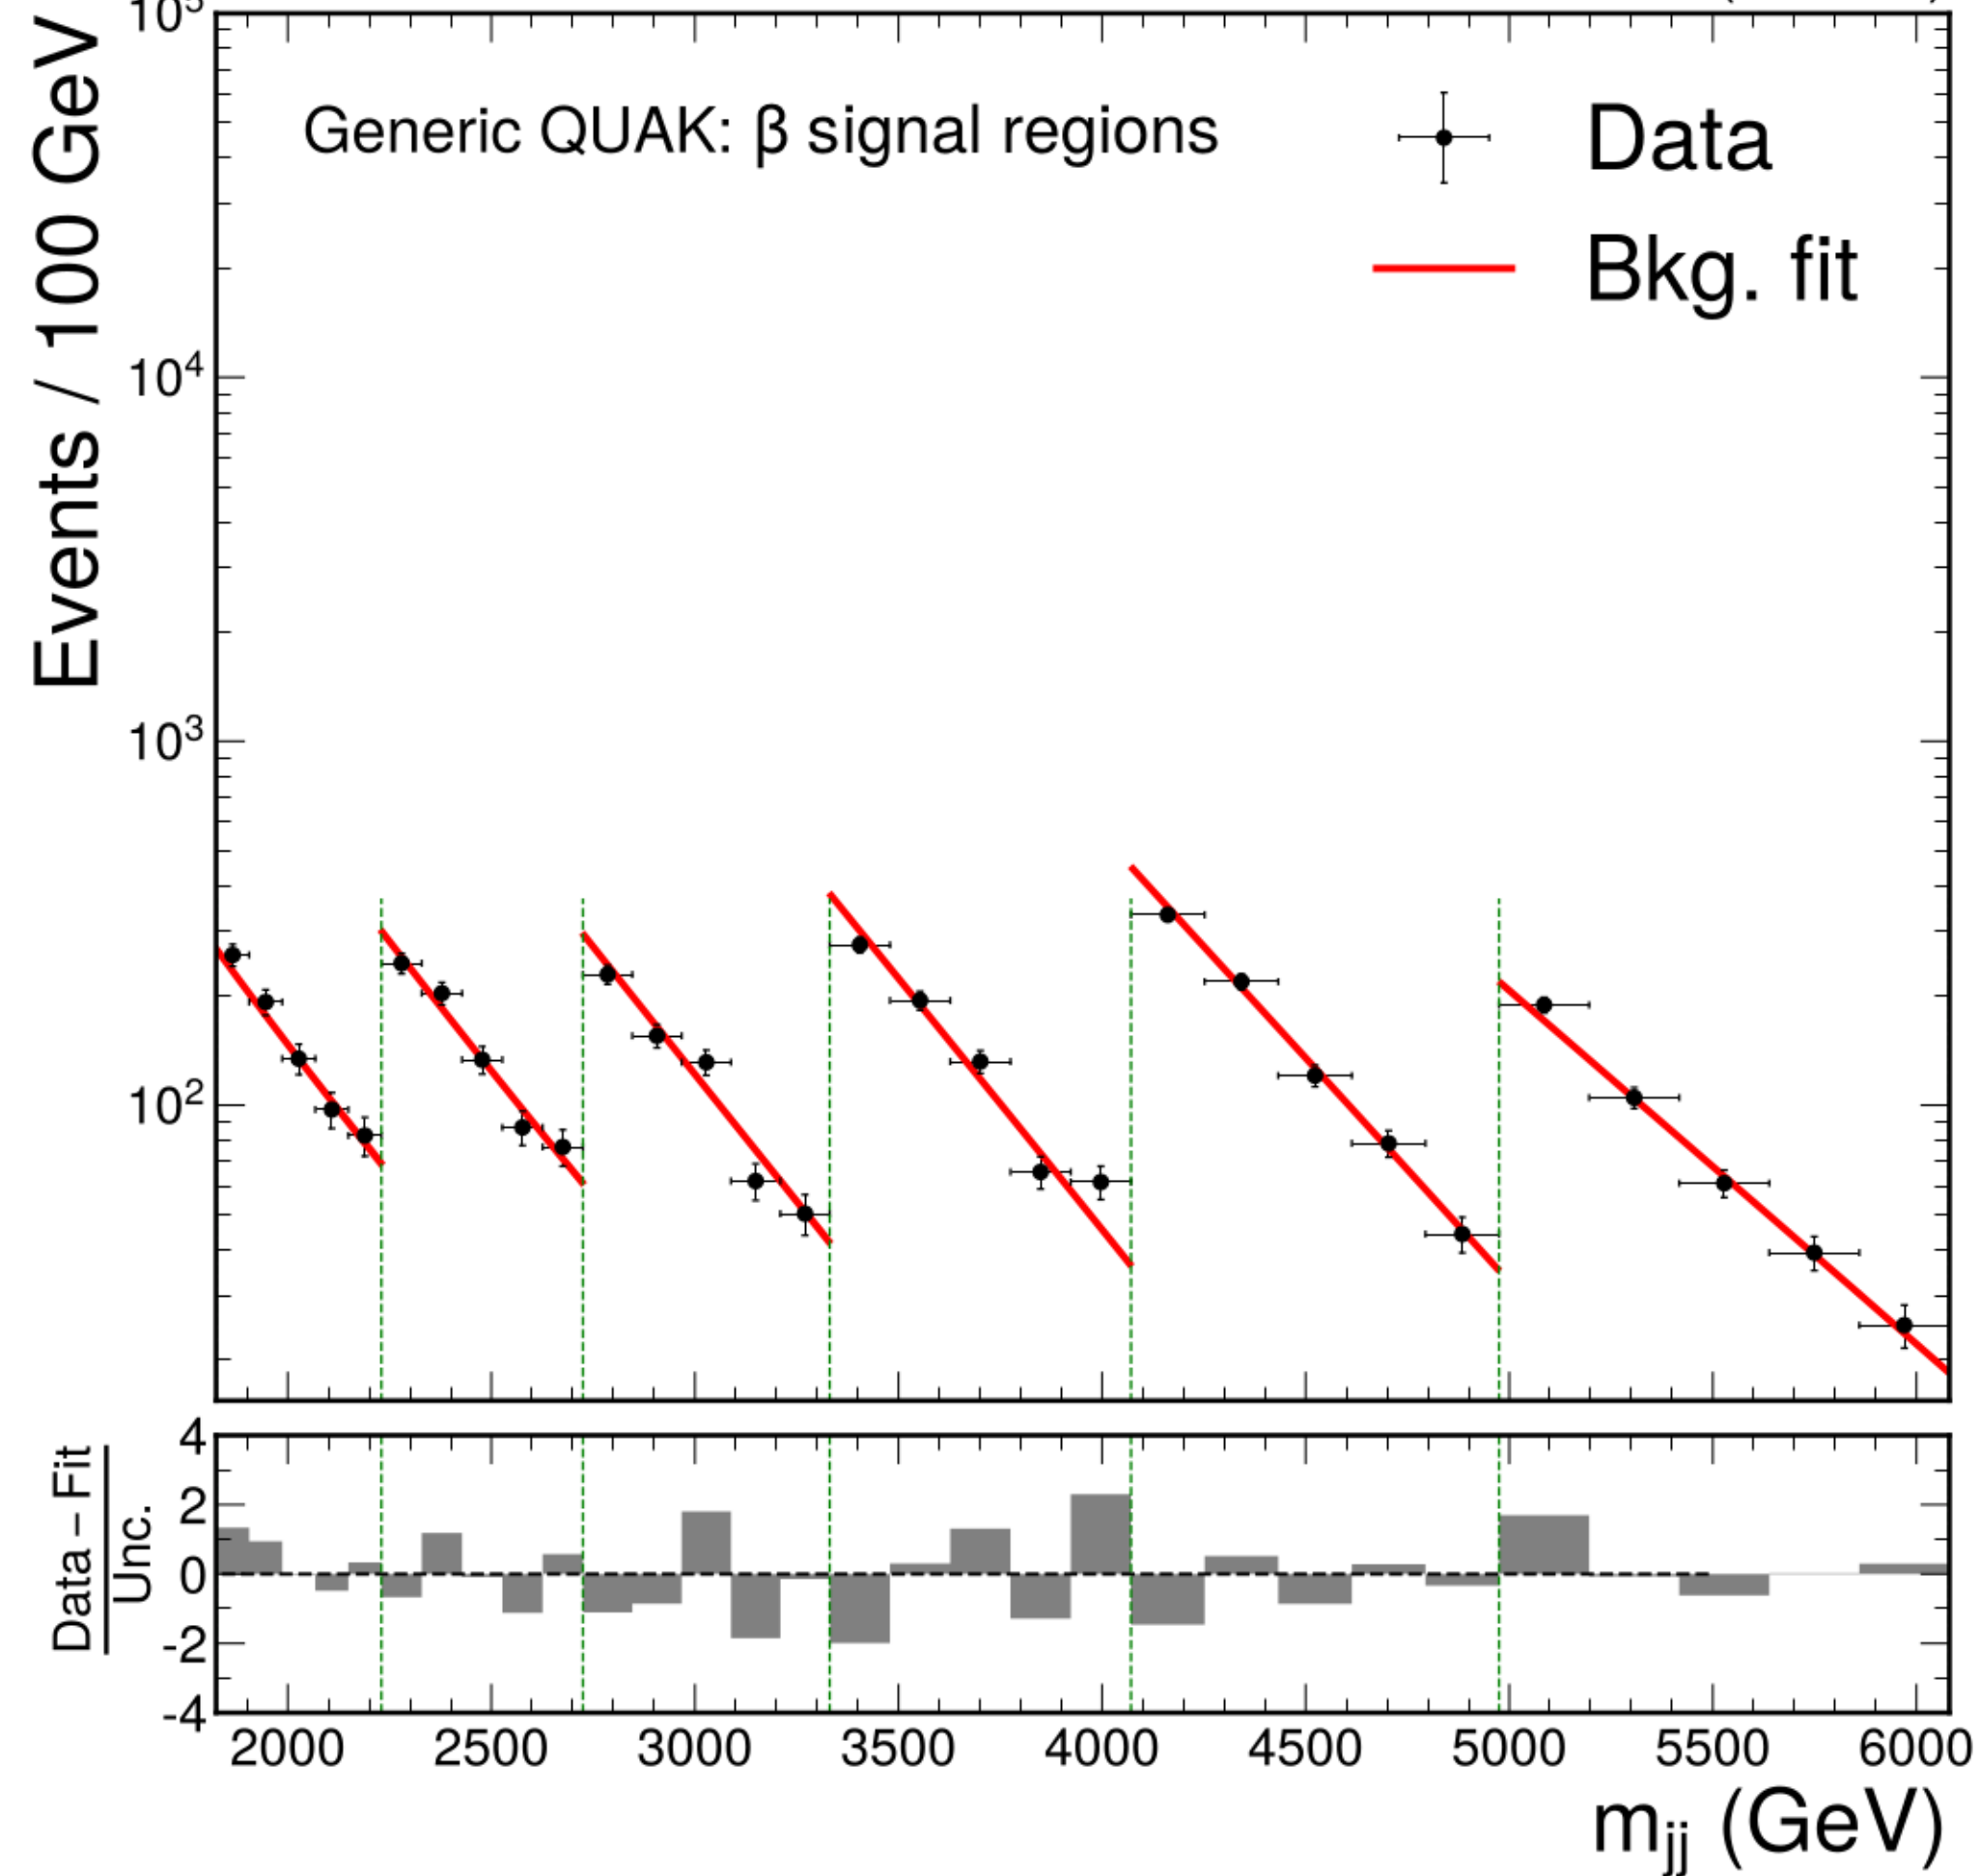 Events / 100 GeV
10⁵
10⁴
10³
10²
Generic QUAK: β signal regions
Data
Bkg. fit
Data – Fit
Unc.
4
2
0
-2
-4
2000 2500 3000 3500 4000 4500 5000 5500 6000
m_jj (GeV)